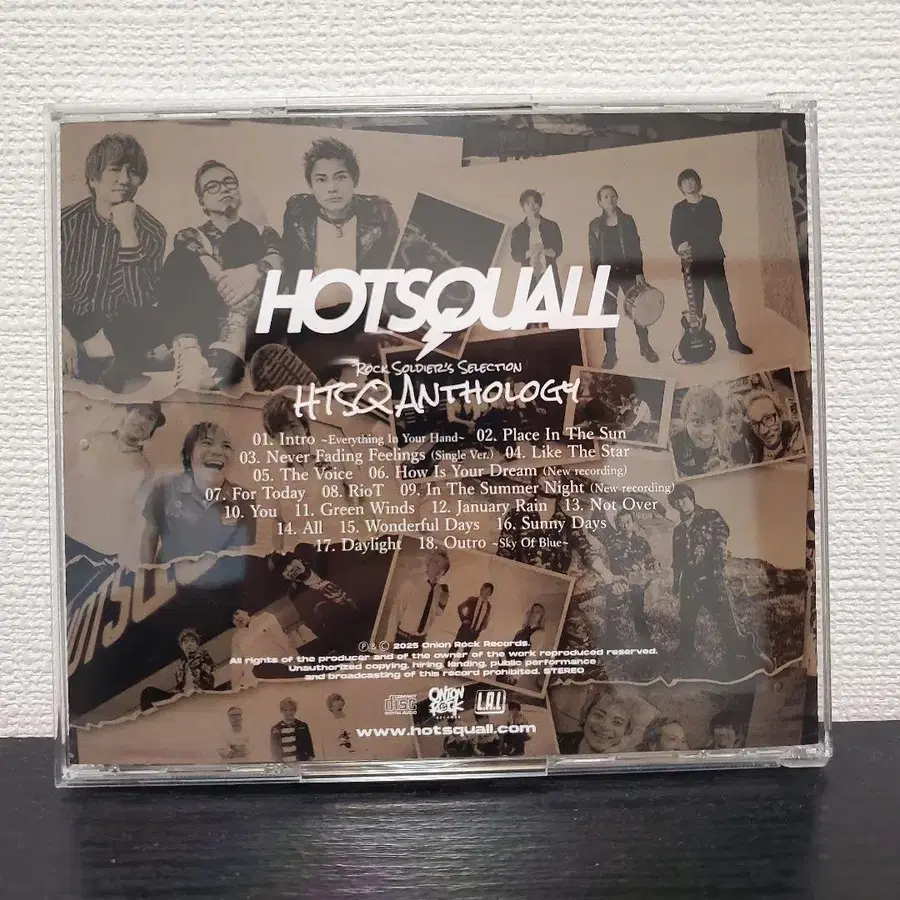 HOTSQUALL
ROCK SOLDIER'S SELECTION
HTSQ ANTHOLOGY
01. Intro ~Everything In Your Hand~ 02. Place In The Sun
03. Never Fading Feelings (Single Ver.) 04. Like The Star
05. The Voice 06. How Is Your Dream (New recording)
07. For Today 08. RioT 09. In The Summer Night (New recording)
10. You 11. Green Winds 12. January Rain 13. Not Over
14. All 15. Wonderful Days 16. Sunny Days
17. Daylight 18. Outro ~Sky Of Blue~
Ⓟ & Ⓒ 2025 Onion Rock Records.
All rights of the producer and of the owner of the work reproduced reserved.
Unauthorized copying, hiring, lending, public performance
and broadcasting of this record prohibited. STEREO
COMPACT disc DIGITAL AUDIO
ONION ROCK RECORDS
L.R.L
www.hotsquall.com